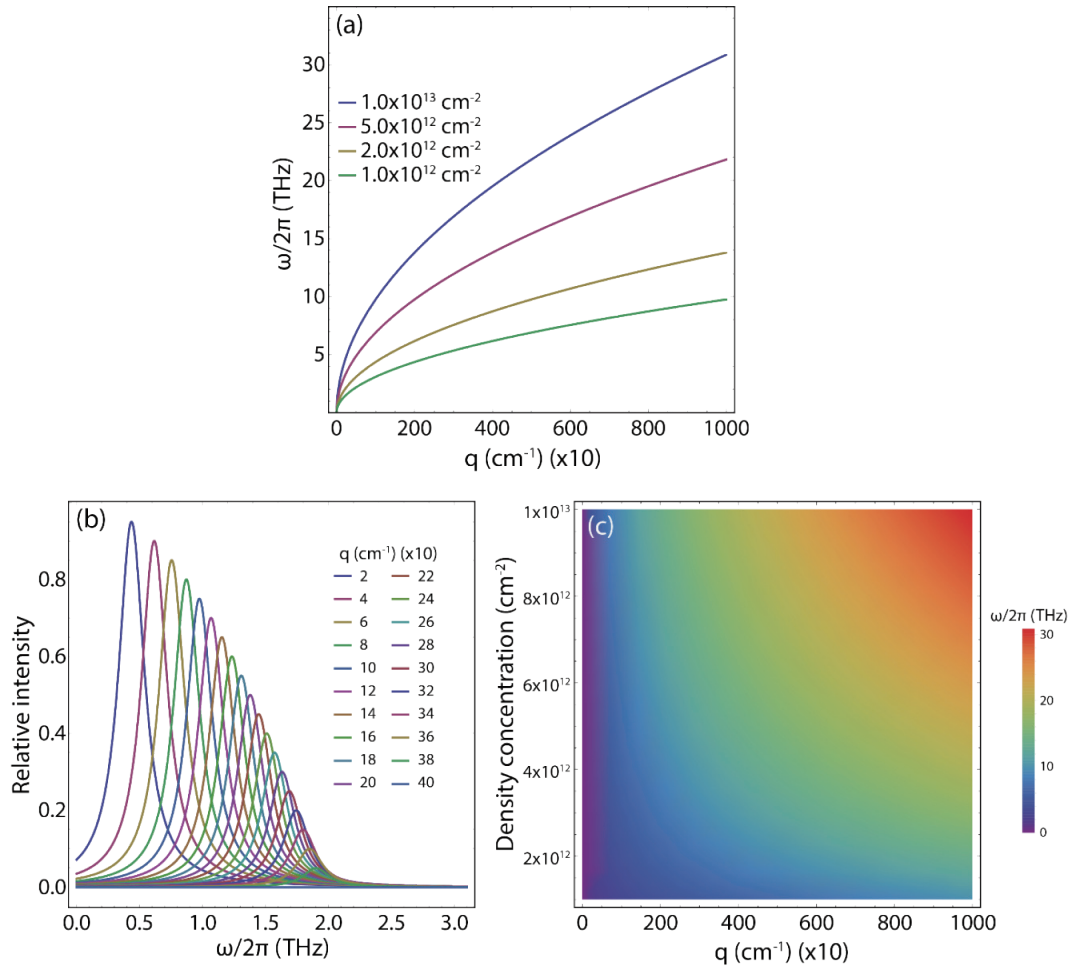 (a)
30
25
20
15
10
5
ω/2π (THz)
1.0x10¹³ cm⁻²
5.0x10¹² cm⁻²
2.0x10¹² cm⁻²
1.0x10¹² cm⁻²
0 200 400 600 800 1000
q (cm⁻¹) (x10)
(b)
Relative intensity
0.8
0.6
0.4
0.2
0.0
q (cm⁻¹) (x10)
2 22
4 24
6 26
8 28
10 30
12 32
14 34
16 36
18 38
20 40
0.0 0.5 1.0 1.5 2.0 2.5 3.0
ω/2π (THz)
(c)
Density concentration (cm⁻²)
1x10¹³
8x10¹²
6x10¹²
4x10¹²
2x10¹²
0 200 400 600 800 1000
q (cm⁻¹) (x10)
ω/2π (THz)
30
20
10
0